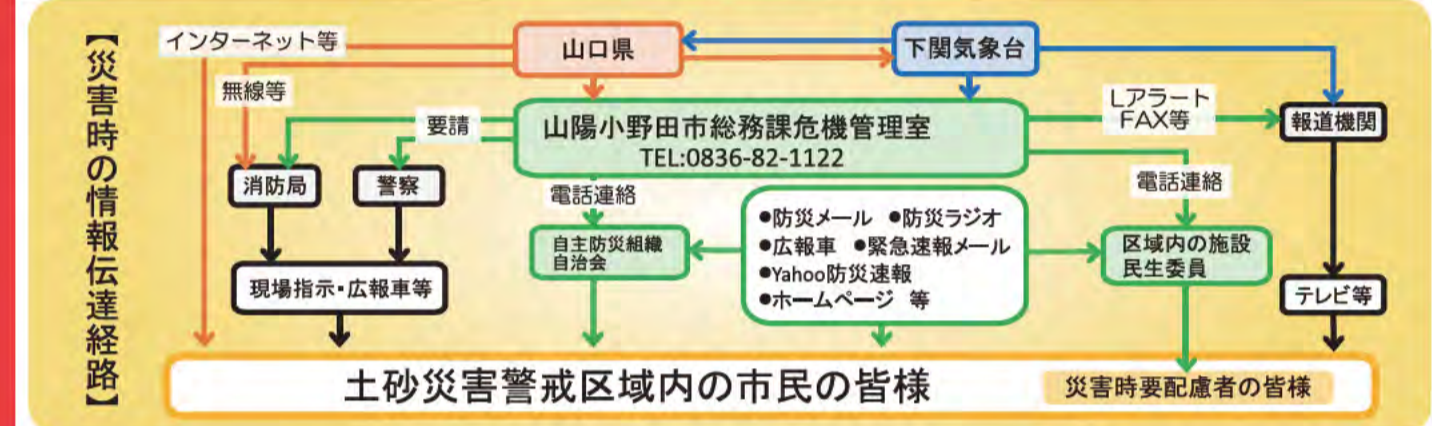 【災害時の情報伝達経路】
インターネット等
山口県
下関気象台
無線等
要請
山陽小野田市総務課危機管理室
TEL:0836-82-1122
Lアラート
FAX等
報道機関
消防局
警察
電話連絡
電話連絡
●防災メール ●防災ラジオ
●広報車 ●緊急速報メール
●Yahoo防災速報
●ホームページ 等
自主防災組織
自治会
区域内の施設
民生委員
現場指示・広報車等
テレビ等
土砂災害警戒区域内の市民の皆様
災害時要配慮者の皆様